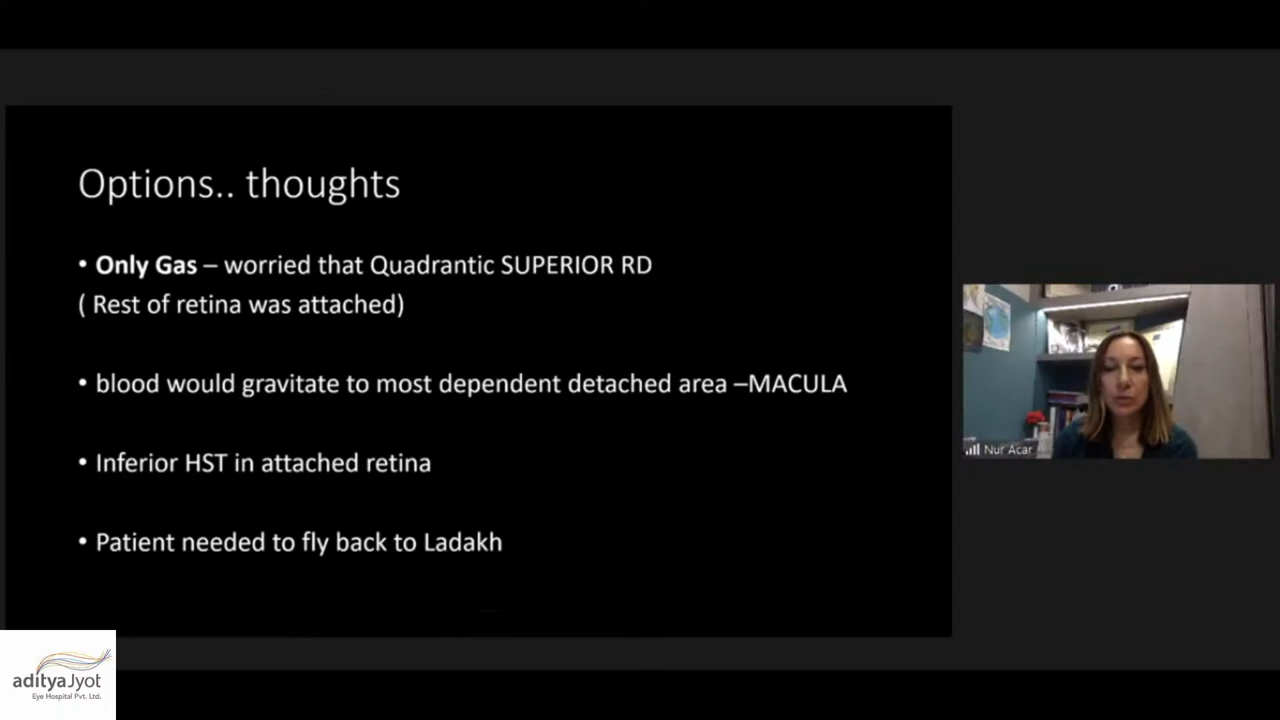 Options.. thoughts
• Only Gas – worried that Quadrantic SUPERIOR RD
( Rest of retina was attached)
• blood would gravitate to most dependent detached area –MACULA
• Inferior HST in attached retina
• Patient needed to fly back to Ladakh
Nur Acar
adityaJyot
Eye Hospital Pvt. Ltd.